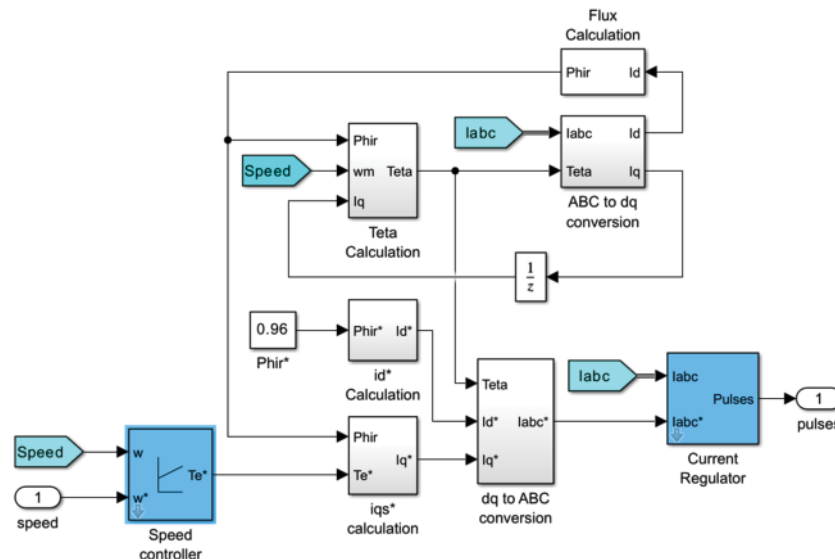 Flux
Calculation
Phir Id
Iabc
Iabc Id
Teta Iq
ABC to dq
conversion
Phir
Speed
wm Teta
Iq
Teta
Calculation
1
z
0.96
Phir*
Phir* Id*
id*
Calculation
Teta
Id* Iabc*
Iq*
dq to ABC
conversion
Iabc
Iabc
Pulses
Iabc*
Current
Regulator
1
pulses
Phir
Iq*
Te*
iqs*
calculation
Speed
w
Te*
w*
1
speed
Speed
controller